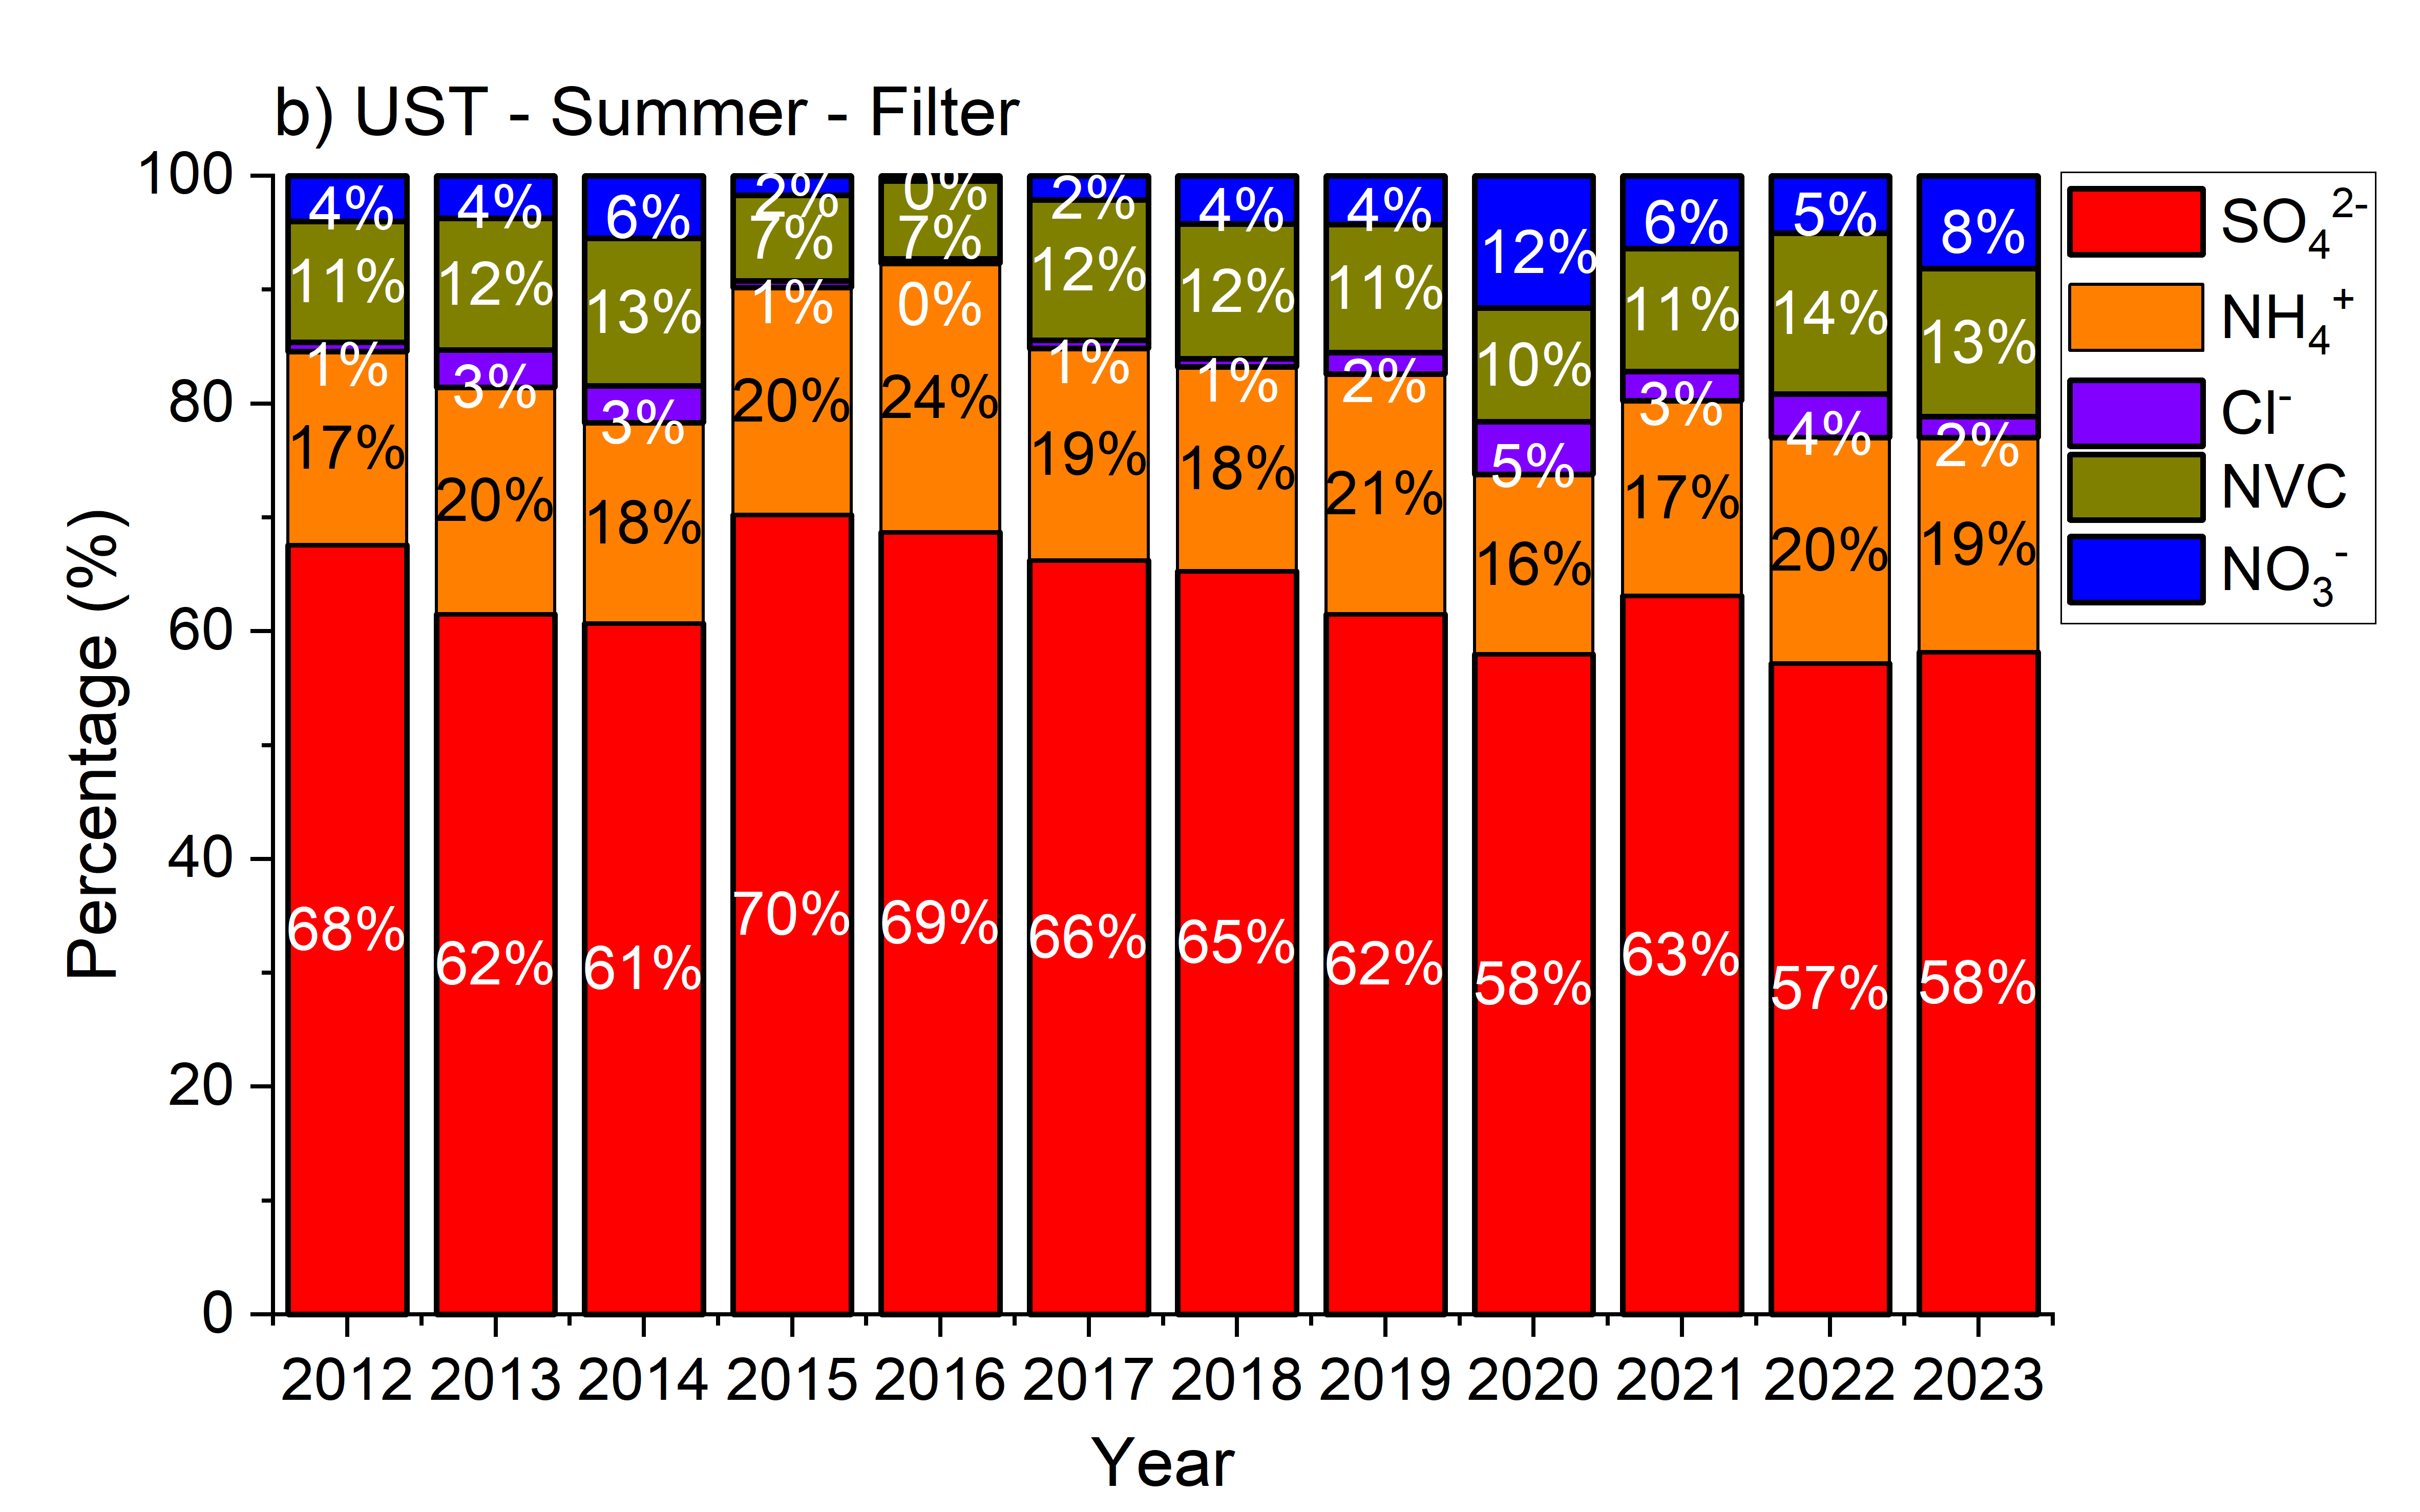 b) UST - Summer - Filter
100
80
60
40
20
0
Percentage (%)
4% 4% 6% 2% 0% 2% 4% 4% 12% 6% 5% 8%
11% 12% 13% 7% 7% 12% 12% 11% 10% 11% 14% 13%
1% 3% 3% 1% 0% 1% 1% 2% 5% 3% 4% 2%
17% 20% 18% 20% 24% 19% 18% 21% 16% 17% 20% 19%
68% 62% 61% 70% 69% 66% 65% 62% 58% 63% 57% 58%
2012 2013 2014 2015 2016 2017 2018 2019 2020 2021 2022 2023
Year
SO₄²⁻
NH₄⁺
Cl⁻
NVC
NO₃⁻